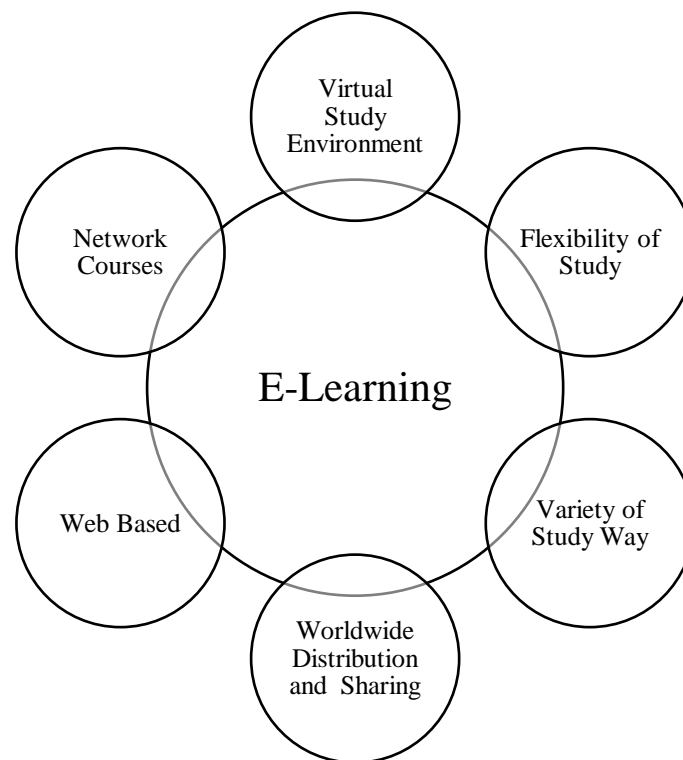 Virtual
Study
Environment
Network
Courses
Flexibility of
Study
E-Learning
Web Based
Variety of
Study Way
Worldwide
Distribution
and Sharing